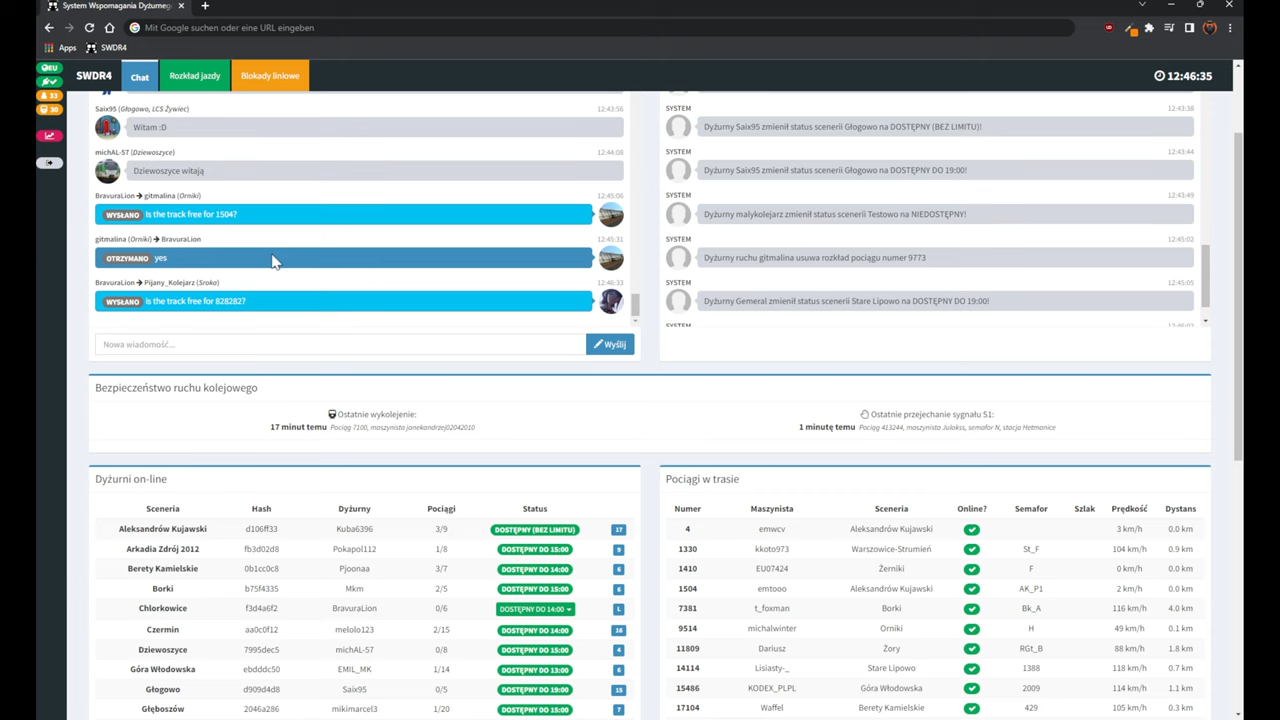 System Wspomagania Dyżurneg
Mit Google suchen oder eine URL eingeben
Apps SWDR4
EU
33
30
SWDR4 Chat Rozkład jazdy Blokady liniowe 12:46:35
Saix95 (Głogowo, LCS Żywiec) 12:43:56
Witam :D
michAL-57 (Dziewoszyce) 12:44:08
Dziewoszyce witają
BravuraLion → gitmalina (Orniki) 12:45:06
WYSŁANO Is the track free for 1504?
gitmalina (Orniki) → BravuraLion 12:45:31
OTRZYMANO yes
BravuraLion → Pijany_Kolejarz (Sroka) 12:46:33
WYSŁANO is the track free for 828282?
Nowa wiadomość... Wyślij
SYSTEM 12:43:38
Dyżurny Saix95 zmienił status scenerii Głogowo na DOSTĘPNY (BEZ LIMITU)!
SYSTEM 12:43:44
Dyżurny Saix95 zmienił status scenerii Głogowo na DOSTĘPNY DO 19:00!
SYSTEM 12:43:49
Dyżurny malykolejarz zmienił status scenerii Testowo na NIEDOSTĘPNY!
SYSTEM 12:45:02
Dyżurny ruchu gitmalina usuwa rozkład pociągu numer 9773
SYSTEM 12:45:05
Dyżurny Gemeral zmienił status scenerii Stare Lipowo na DOSTĘPNY DO 19:00!
Bezpieczeństwo ruchu kolejowego
Ostatnie wykolejenie:
17 minut temu Pociąg 7100, maszynista janekandrzej02042010
Ostatnie przejechanie sygnału S1:
1 minutę temu Pociąg 413244, maszynista Julokss, semafor N, stacja Hetmanice
Dyżurni on-line
Sceneria Hash Dyżurny Pociągi Status
Aleksandrów Kujawski d106ff33 Kuba6396 3/9 DOSTĘPNY (BEZ LIMITU) 17
Arkadia Zdrój 2012 fb3d02d8 Pokapol112 1/8 DOSTĘPNY DO 15:00 9
Berety Kamielskie 0b1cc0c8 Pjoonaa 3/7 DOSTĘPNY DO 14:00 6
Borki b75f4335 Mkm 2/5 DOSTĘPNY DO 15:00 6
Chlorkowice f3d4a6f2 BravuraLion 0/6 DOSTĘPNY DO 14:00 L
Czermin aa0c0f12 melolo123 2/15 DOSTĘPNY DO 14:00 16
Dziewoszyce 7995dec5 michAL-57 0/8 DOSTĘPNY DO 15:00 4
Góra Włodowska ebdddc50 EMIL_MK 1/14 DOSTĘPNY DO 13:00 6
Głogowo d909d4d8 Saix95 0/5 DOSTĘPNY DO 19:00 15
Głęboszów 2046a286 mikimarcel3 1/20 DOSTĘPNY DO 15:00 7
Pociągi w trasie
Numer Maszynista Sceneria Online? Semafor Szlak Prędkość Dystans
4 emwcv Aleksandrów Kujawski 3 km/h 0.0 km
1330 kkoto973 Warszowice-Strumień St_F 104 km/h 0.9 km
1410 EU07424 Żerniki F 0 km/h 0.0 km
1504 emtooo Aleksandrów Kujawski AK_P1 2 km/h 0.0 km
7381 t_foxman Borki Bk_A 116 km/h 4.0 km
9514 michalwinter Orniki H 49 km/h 0.1 km
11809 Dariusz Żory RGt_B 88 km/h 1.8 km
14114 Lisiasty-_ Stare Lipowo 1388 118 km/h 0.7 km
15486 KODEX_PLPL Góra Włodowska 2009 114 km/h 1.1 km
17104 Waffel Berety Kamielskie 429 105 km/h 0.1 km